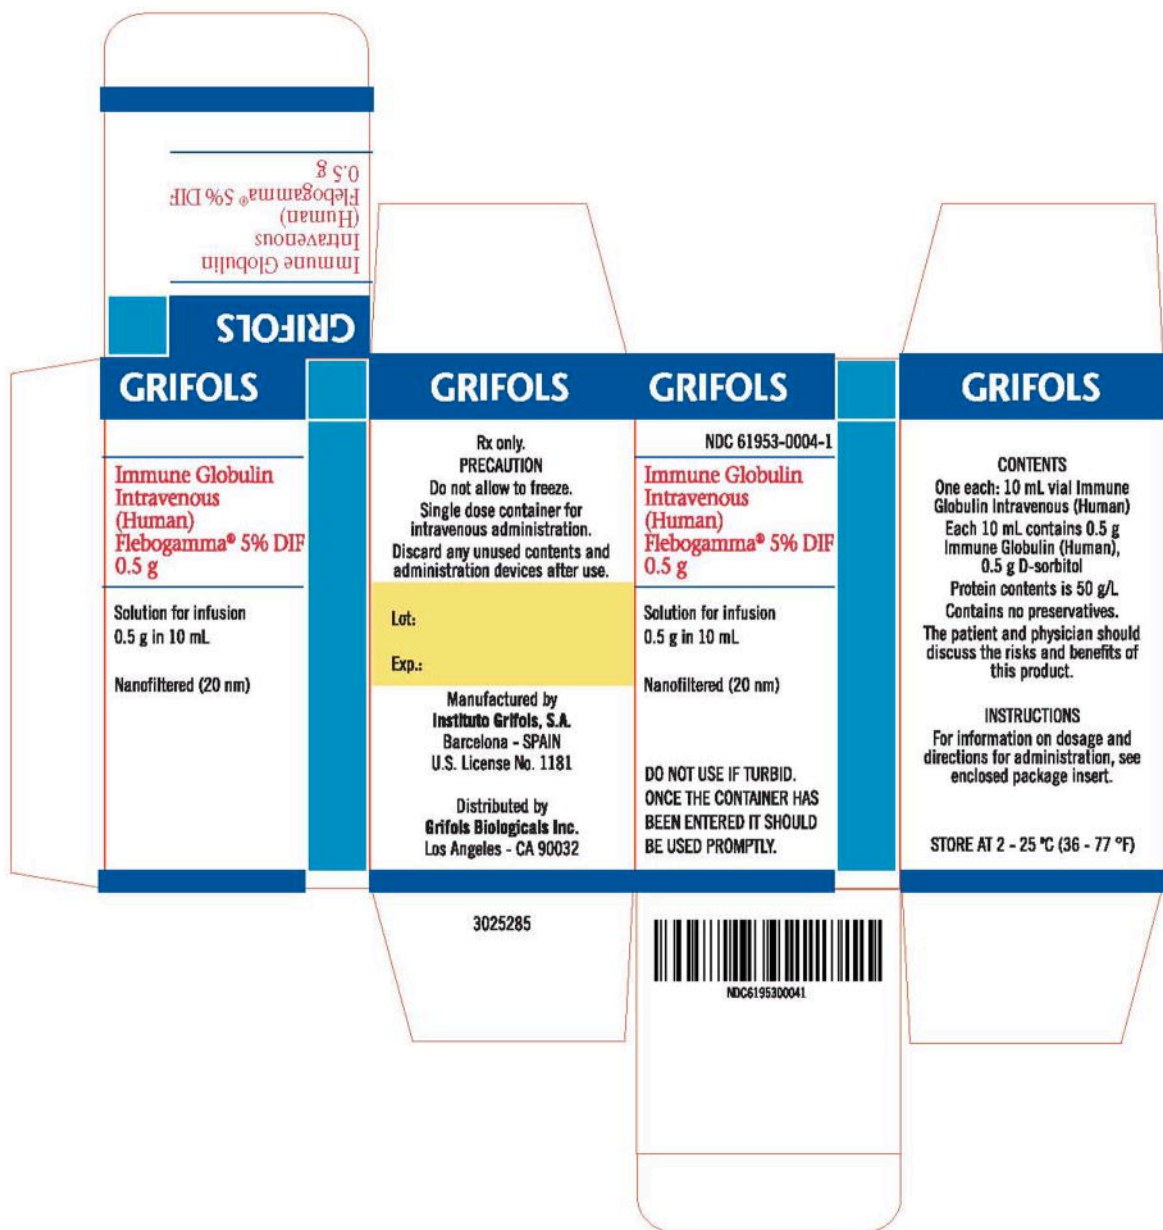 Immune Globulin
Intravenous
(Human)
Flebogamma® 5% DIF
0.5 g
GRIFOLS
GRIFOLS
Immune Globulin
Intravenous
(Human)
Flebogamma® 5% DIF
0.5 g
Solution for infusion
0.5 g in 10 mL
Nanofiltered (20 nm)
GRIFOLS
Rx only.
PRECAUTION
Do not allow to freeze.
Single dose container for
intravenous administration.
Discard any unused contents and
administration devices after use.
Lot:
Exp.:
Manufactured by
Instituto Grifols, S.A.
Barcelona - SPAIN
U.S. License No. 1181
Distributed by
Grifols Biologicals Inc.
Los Angeles - CA 90032
3025285
GRIFOLS
NDC 61953-0004-1
Immune Globulin
Intravenous
(Human)
Flebogamma® 5% DIF
0.5 g
Solution for infusion
0.5 g in 10 mL
Nanofiltered (20 nm)
DO NOT USE IF TURBID.
ONCE THE CONTAINER HAS
BEEN ENTERED IT SHOULD
BE USED PROMPTLY.
NDC6195300041
GRIFOLS
CONTENTS
One each: 10 mL vial Immune
Globulin Intravenous (Human)
Each 10 mL contains 0.5 g
Immune Globulin (Human),
0.5 g D-sorbitol
Protein contents is 50 g/L
Contains no preservatives.
The patient and physician should
discuss the risks and benefits of
this product.
INSTRUCTIONS
For information on dosage and
directions for administration, see
enclosed package insert.
STORE AT 2 - 25 °C (36 - 77 °F)